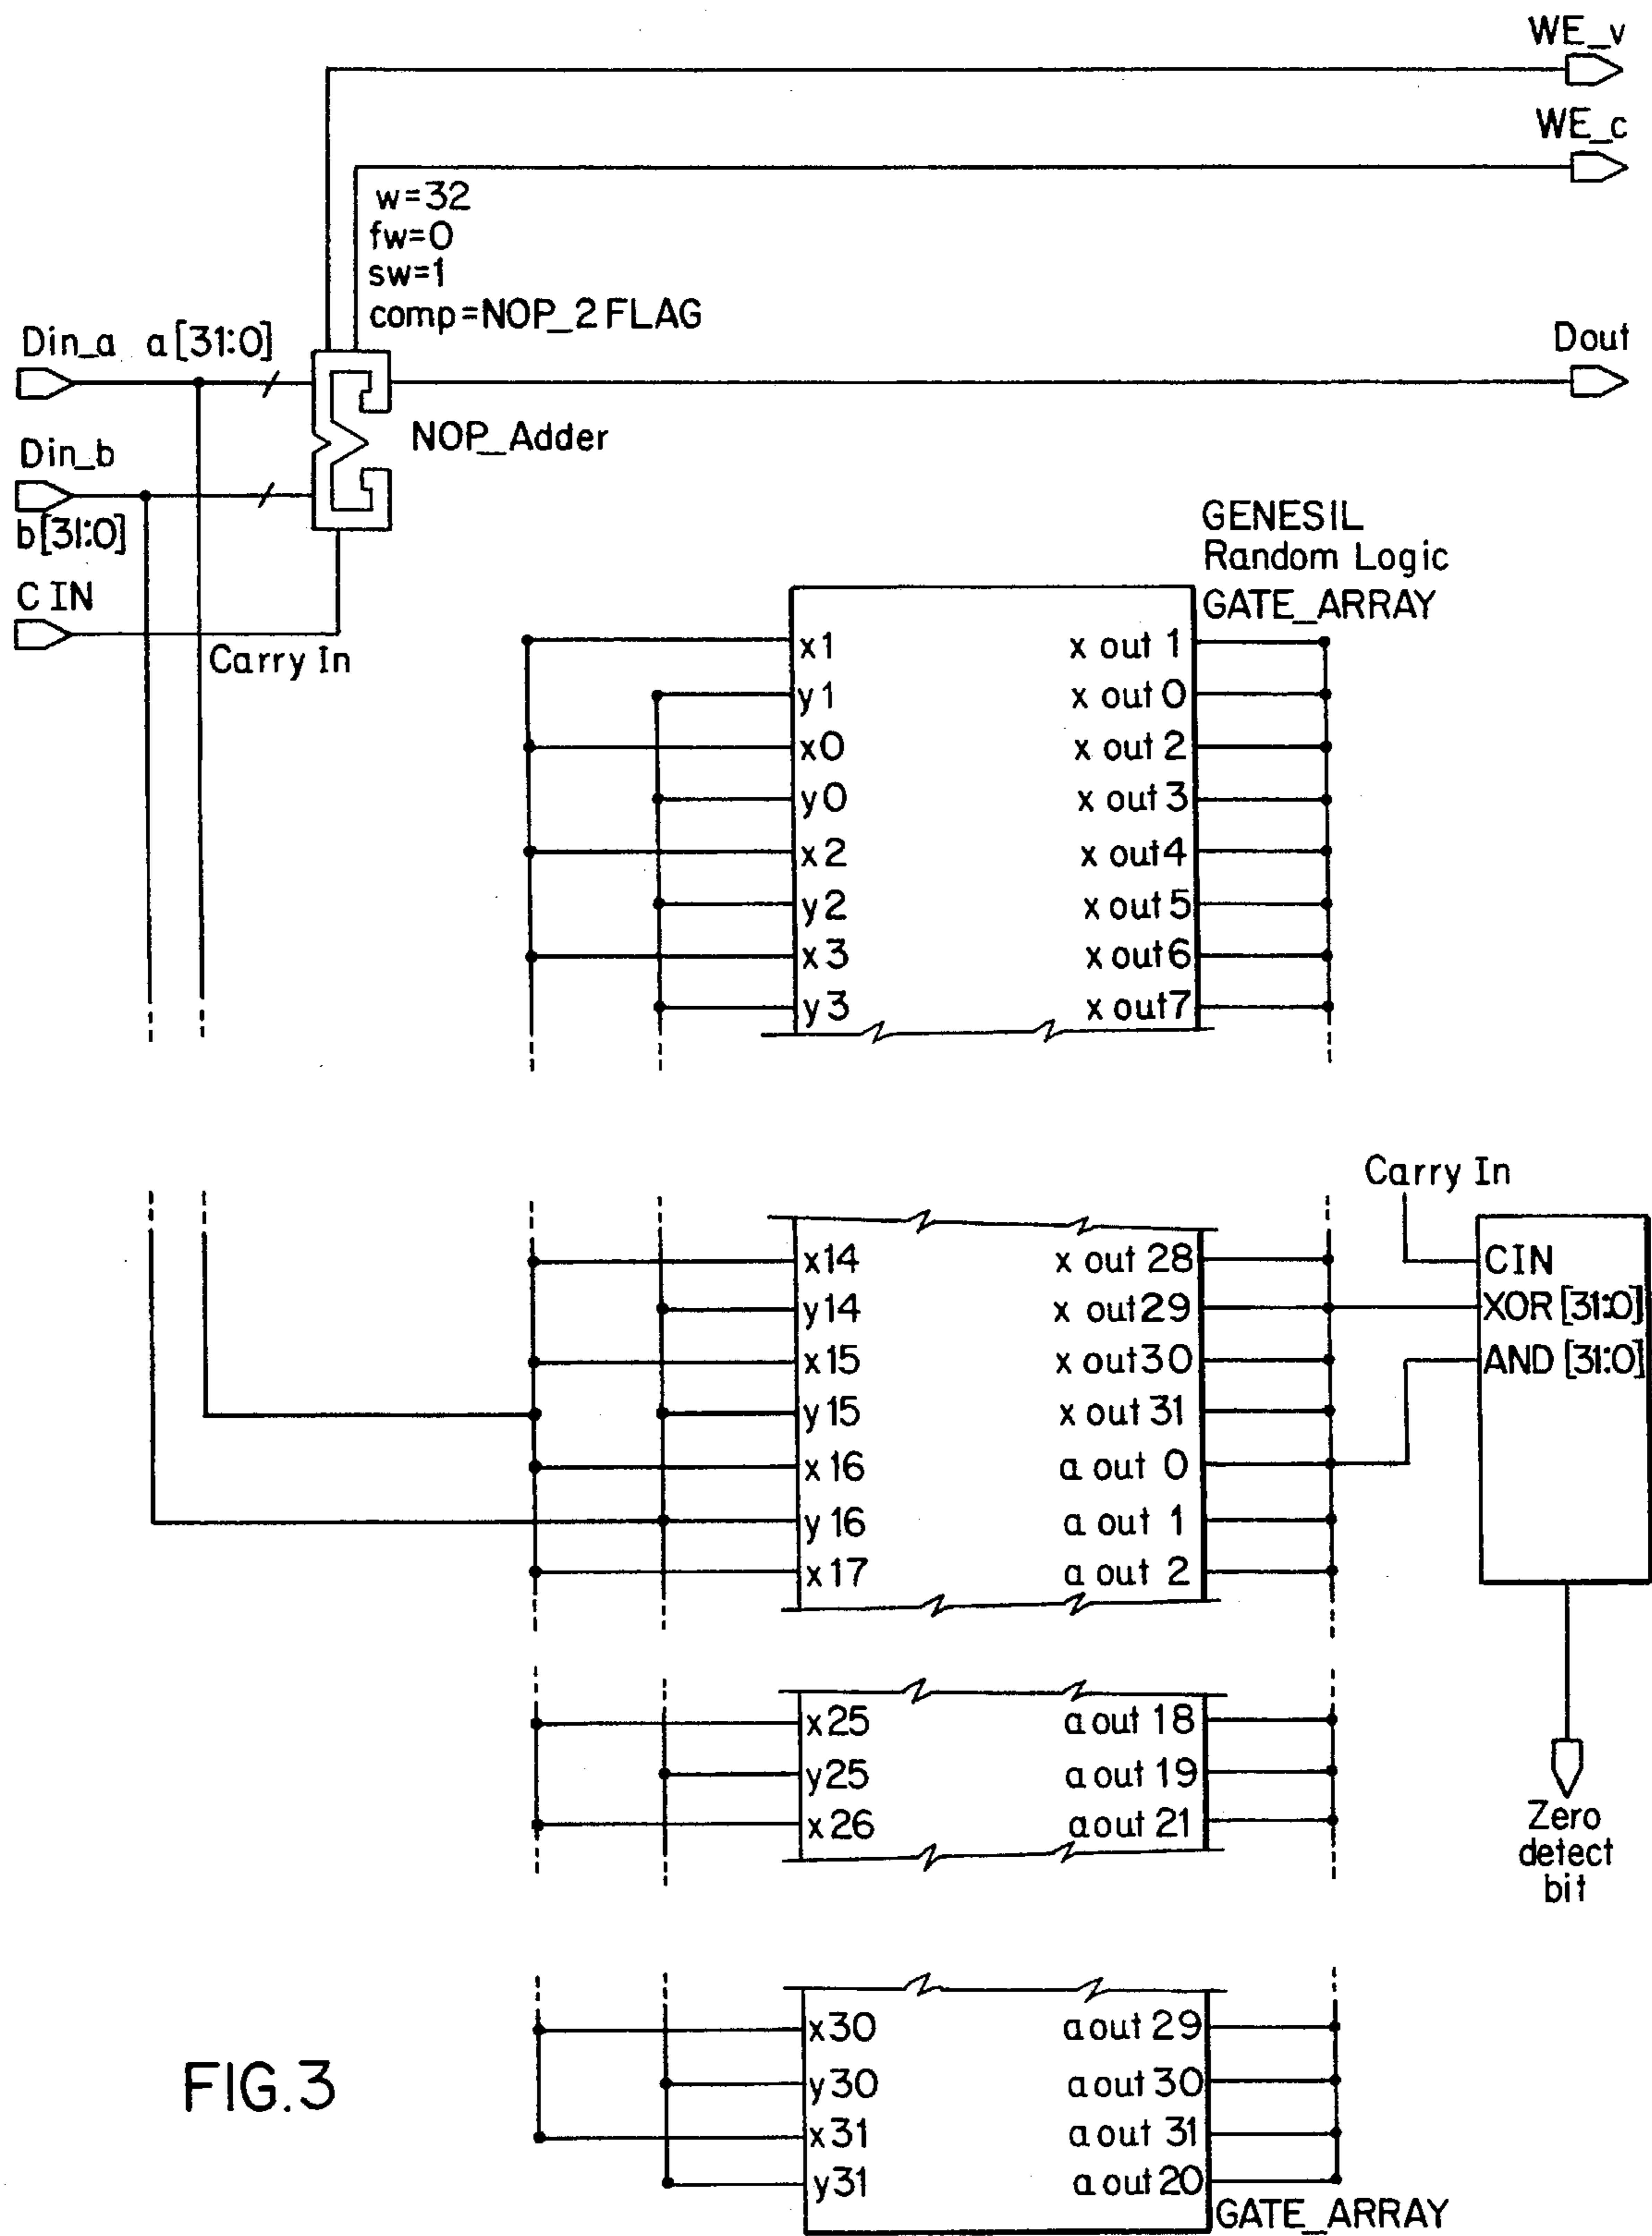 WE_v
WE_c
w=32
fw=0
sw=1
comp=NOP_2 FLAG
Din_a a[31:0]
Dout
NOP_Adder
Din_b
b[31:0]
C IN
Carry In
GENESIL
Random Logic
GATE_ARRAY
x1 x out 1
y1 x out 0
x0 x out 2
y0 x out 3
x2 x out 4
y2 x out 5
x3 x out 6
y3 x out 7
Carry In
x14 x out 28
y14 x out 29
x15 x out 30
y15 x out 31
x16 a out 0
y16 a out 1
x17 a out 2
CIN
XOR [31:0]
AND [31:0]
x25 a out 18
y25 a out 19
x26 a out 21
Zero
detect
bit
x30 a out 29
y30 a out 30
x31 a out 31
y31 a out 20
GATE_ARRAY
FIG.3